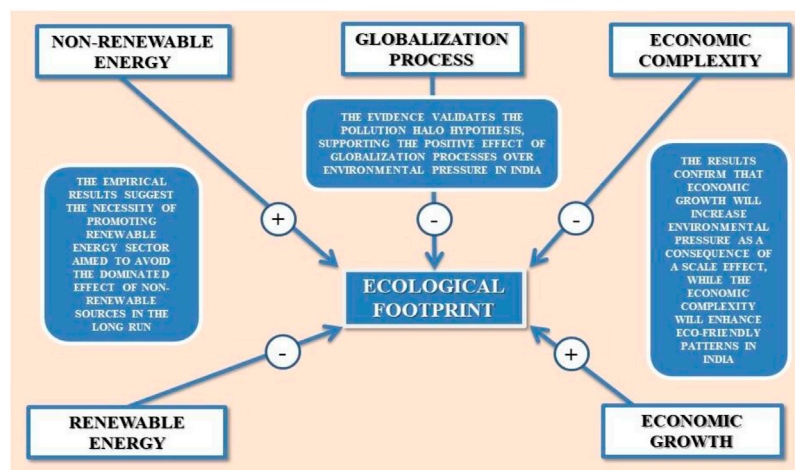 NON-RENEWABLE
ENERGY
GLOBALIZATION
PROCESS
ECONOMIC
COMPLEXITY
THE EVIDENCE VALIDATES THE
POLLUTION HALO HYPOTHESIS,
SUPPORTING THE POSITIVE EFFECT OF
GLOBALIZATION PROCESSES OVER
ENVIRONMENTAL PRESSURE IN INDIA
THE EMPIRICAL
RESULTS SUGGEST
THE NECESSITY OF
PROMOTING
RENEWABLE
ENERGY SECTOR
AIMED TO AVOID
THE DOMINATED
EFFECT OF NON-
RENEWABLE
SOURCES IN THE
LONG RUN
THE RESULTS
CONFIRM THAT
ECONOMIC
GROWTH WILL
INCREASE
ENVIRONMENTAL
PRESSURE AS A
CONSEQUENCE OF
A SCALE EFFECT,
WHILE THE
ECONOMIC
COMPLEXITY
WILL ENHANCE
ECO-FRIENDLY
PATTERNS IN
INDIA
+
-
-
ECOLOGICAL
FOOTPRINT
-
+
RENEWABLE
ENERGY
ECONOMIC
GROWTH